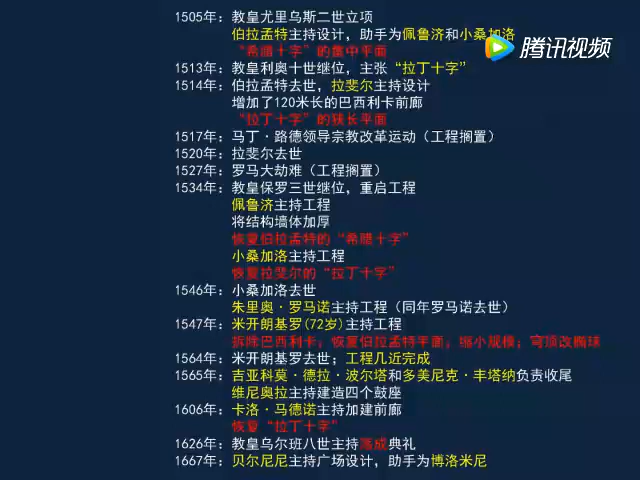 1505年：教皇尤里乌斯二世立项
伯拉孟特主持设计，助手为佩鲁济和小桑加洛
“希腊十字”的集中平面
腾讯视频
1513年：教皇利奥十世继位，主张“拉丁十字”
1514年：伯拉孟特去世，拉斐尔主持设计
增加了120米长的巴西利卡前廊
“拉丁十字”的狭长平面
1517年：马丁·路德领导宗教改革运动（工程搁置）
1520年：拉斐尔去世
1527年：罗马大劫难（工程搁置）
1534年：教皇保罗三世继位，重启工程
佩鲁济主持工程
将结构墙体加厚
恢复伯拉孟特的“希腊十字”
小桑加洛主持工程
恢复拉斐尔的“拉丁十字”
1546年：小桑加洛去世
朱里奥·罗马诺主持工程（同年罗马诺去世）
1547年：米开朗基罗(72岁)主持工程
拆除巴西利卡，恢复伯拉孟特平面，缩小规模；穹顶改椭球
1564年：米开朗基罗去世；工程几近完成
1565年：吉亚科莫·德拉·波尔塔和多美尼克·丰塔纳负责收尾
维尼奥拉主持建造四个鼓座
1606年：卡洛·马德诺主持加建前廊
恢复“拉丁十字”
1626年：教皇乌尔班八世主持落成典礼
1667年：贝尔尼尼主持广场设计，助手为博洛米尼